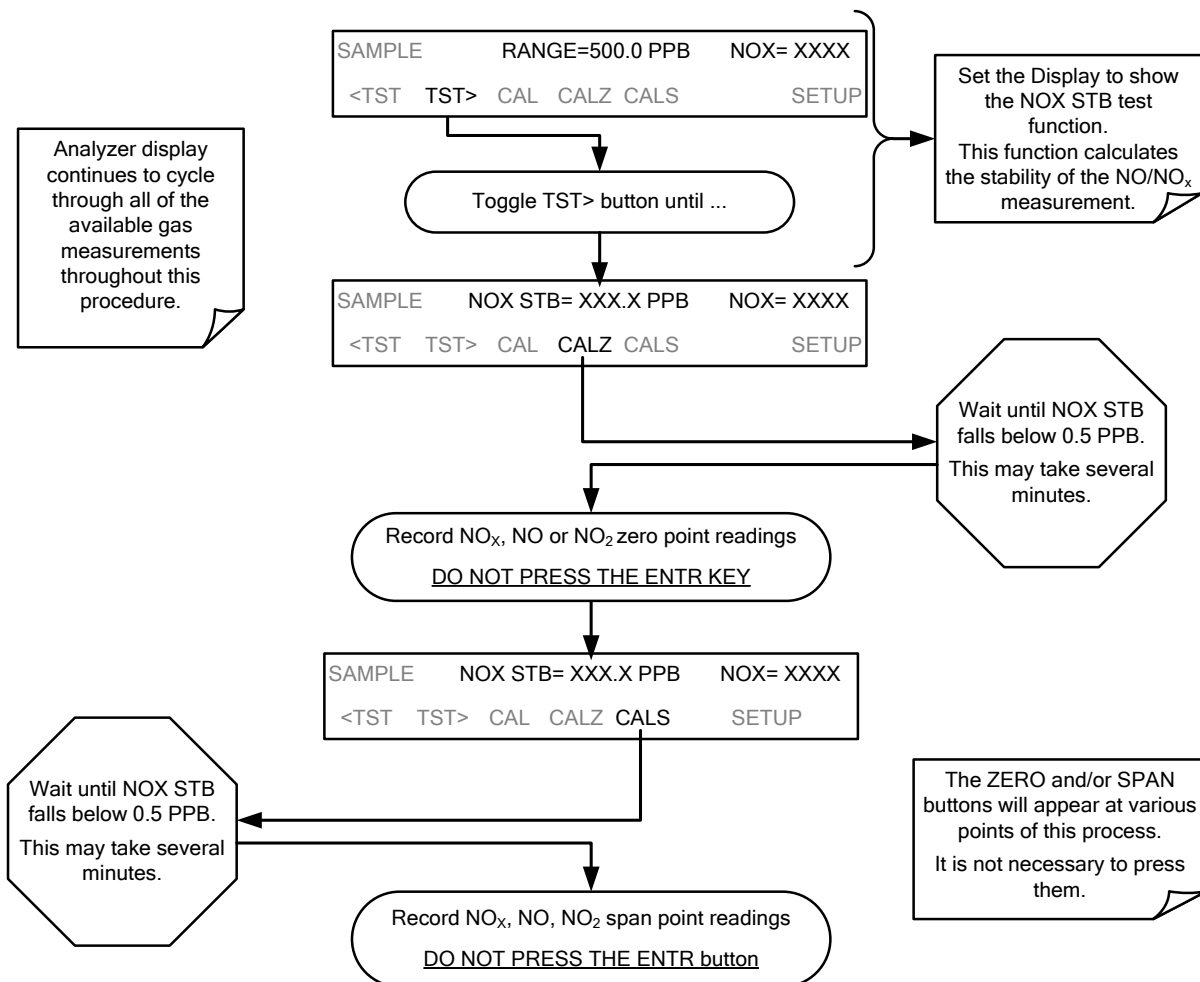 SAMPLE RANGE=500.0 PPB NOX= XXXX
<TST TST> CAL CALZ CALS SETUP
Set the Display to show
the NOX STB test
function.
This function calculates
the stability of the NO/NOx
measurement.
Analyzer display
continues to cycle
through all of the
available gas
measurements
throughout this
procedure.
Toggle TST> button until ...
SAMPLE NOX STB= XXX.X PPB NOX= XXXX
<TST TST> CAL CALZ CALS SETUP
Wait until NOX STB
falls below 0.5 PPB.
This may take several
minutes.
Record NOX, NO or NO2 zero point readings
DO NOT PRESS THE ENTR KEY
SAMPLE NOX STB= XXX.X PPB NOX= XXXX
<TST TST> CAL CALZ CALS SETUP
Wait until NOX STB
falls below 0.5 PPB.
This may take several
minutes.
The ZERO and/or SPAN
buttons will appear at various
points of this process.
It is not necessary to press
them.
Record NOX, NO, NO2 span point readings
DO NOT PRESS THE ENTR button